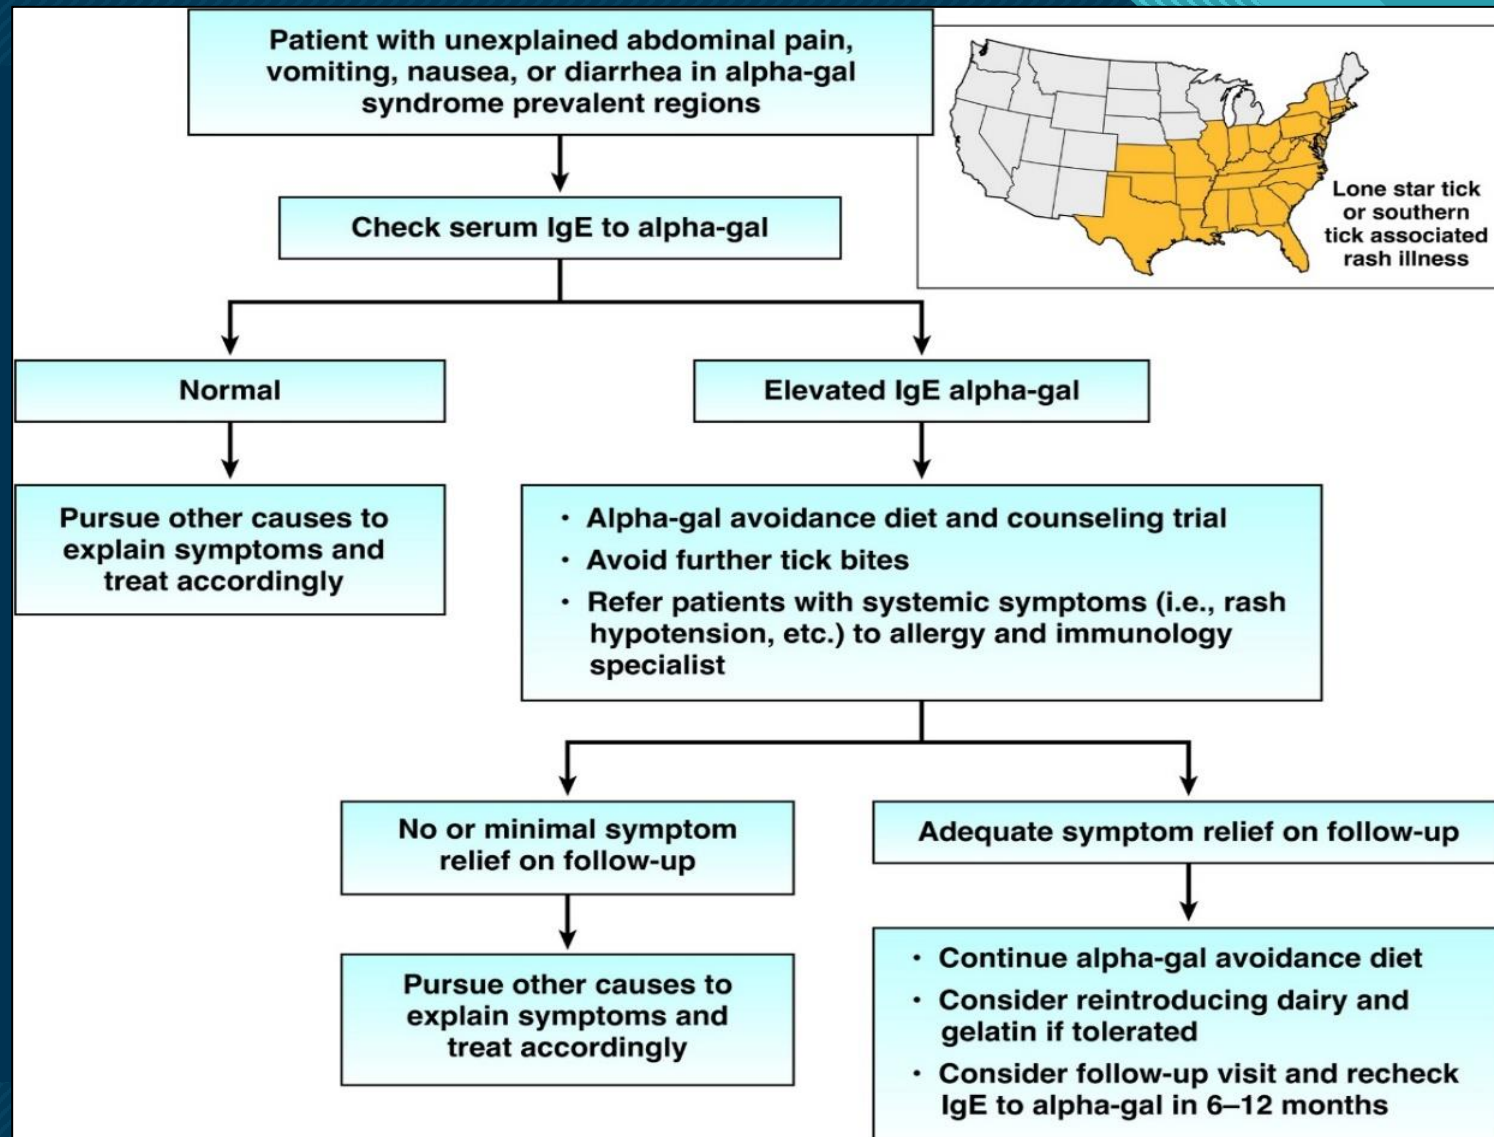 Patient with unexplained abdominal pain,
vomiting, nausea, or diarrhea in alpha-gal
syndrome prevalent regions
Lone star tick
or southern
tick associated
rash illness
Check serum IgE to alpha-gal
Normal
Elevated IgE alpha-gal
Pursue other causes to
explain symptoms and
treat accordingly
• Alpha-gal avoidance diet and counseling trial
• Avoid further tick bites
• Refer patients with systemic symptoms (i.e., rash
hypotension, etc.) to allergy and immunology
specialist
No or minimal symptom
relief on follow-up
Adequate symptom relief on follow-up
Pursue other causes to
explain symptoms and
treat accordingly
• Continue alpha-gal avoidance diet
• Consider reintroducing dairy and
gelatin if tolerated
• Consider follow-up visit and recheck
IgE to alpha-gal in 6–12 months